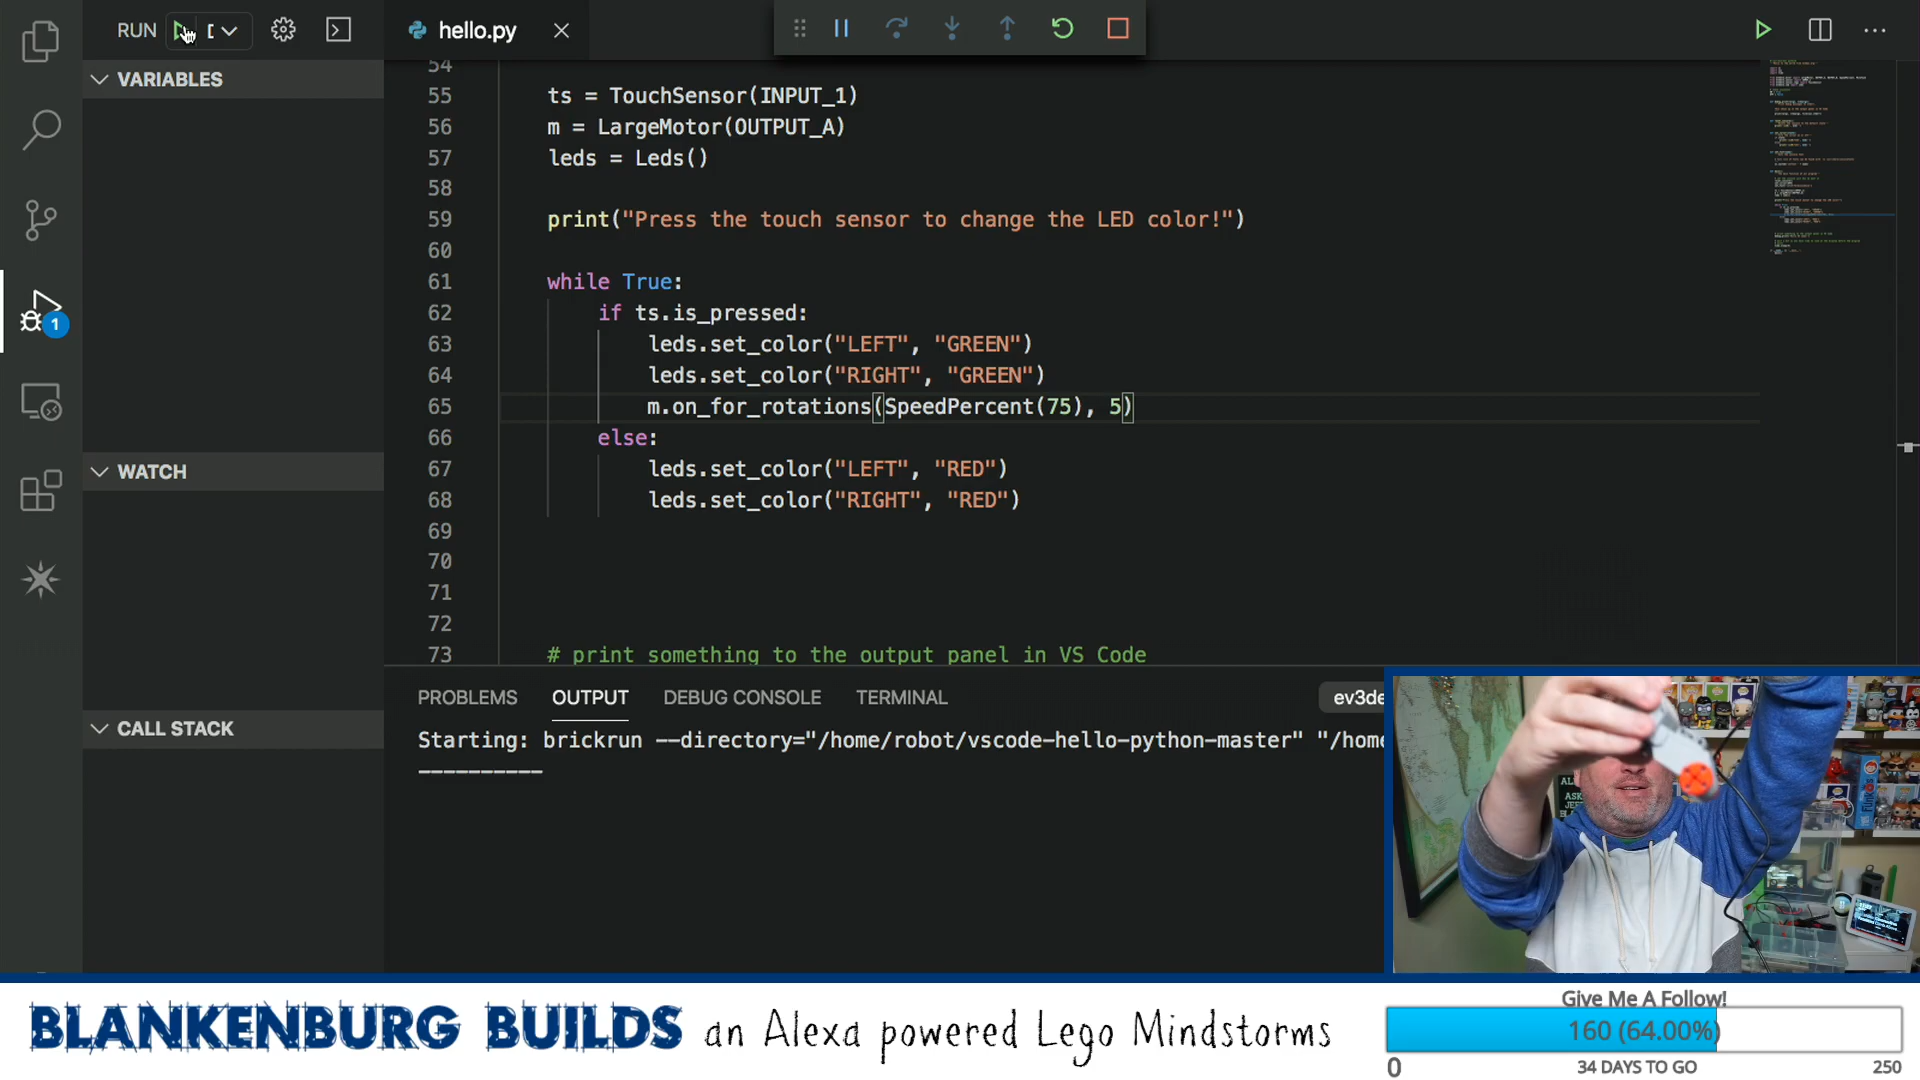 RUN
hello.py
VARIABLES
54
55 ts = TouchSensor(INPUT_1)
56 m = LargeMotor(OUTPUT_A)
57 leds = Leds()
58
59 print("Press the touch sensor to change the LED color!")
60
61 while True:
62 if ts.is_pressed:
63 leds.set_color("LEFT", "GREEN")
64 leds.set_color("RIGHT", "GREEN")
65 m.on_for_rotations(SpeedPercent(75), 5)
66 else:
67 leds.set_color("LEFT", "RED")
68 leds.set_color("RIGHT", "RED")
69
70
71
72
73 # print something to the output panel in VS Code
1
WATCH
CALL STACK
PROBLEMS OUTPUT DEBUG CONSOLE TERMINAL ev3de
Starting: brickrun --directory="/home/robot/vscode-hello-python-master" "/home
----------
BLANKENBURG BUILDS an Alexa powered Lego Mindstorms
Give Me A Follow!
160 (64.00%)
0 34 DAYS TO GO 250